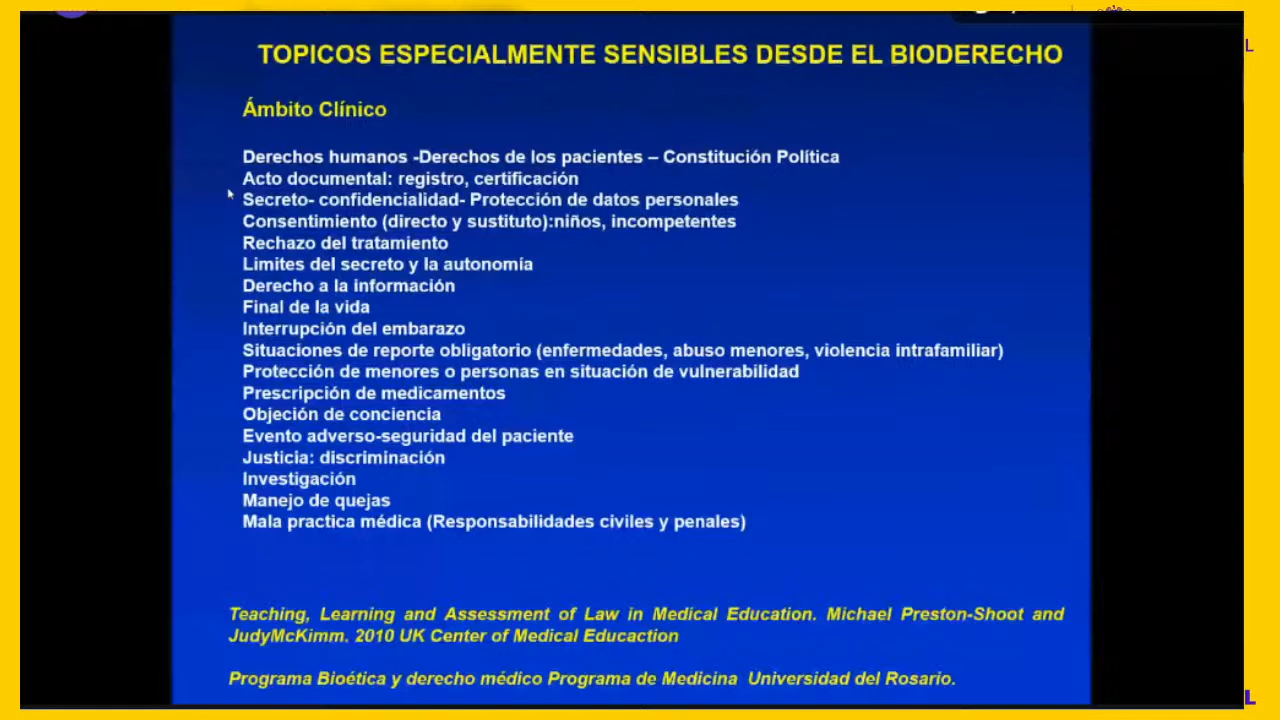 TOPICOS ESPECIALMENTE SENSIBLES DESDE EL BIODERECHO
Ámbito Clínico
Derechos humanos -Derechos de los pacientes – Constitución Política
Acto documental: registro, certificación
Secreto- confidencialidad- Protección de datos personales
Consentimiento (directo y sustituto):niños, incompetentes
Rechazo del tratamiento
Limites del secreto y la autonomía
Derecho a la información
Final de la vida
Interrupción del embarazo
Situaciones de reporte obligatorio (enfermedades, abuso menores, violencia intrafamiliar)
Protección de menores o personas en situación de vulnerabilidad
Prescripción de medicamentos
Objeción de conciencia
Evento adverso-seguridad del paciente
Justicia: discriminación
Investigación
Manejo de quejas
Mala practica médica (Responsabilidades civiles y penales)
Teaching, Learning and Assessment of Law in Medical Education. Michael Preston-Shoot and
JudyMcKimm. 2010 UK Center of Medical Educaction
Programa Bioética y derecho médico Programa de Medicina Universidad del Rosario.
L
L